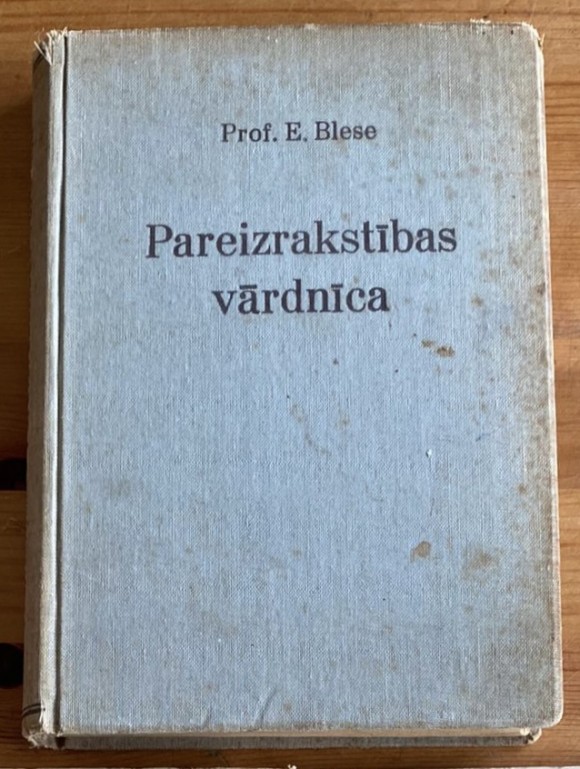 Prof. E. Blese
Pareizrakstības
vārdnīca